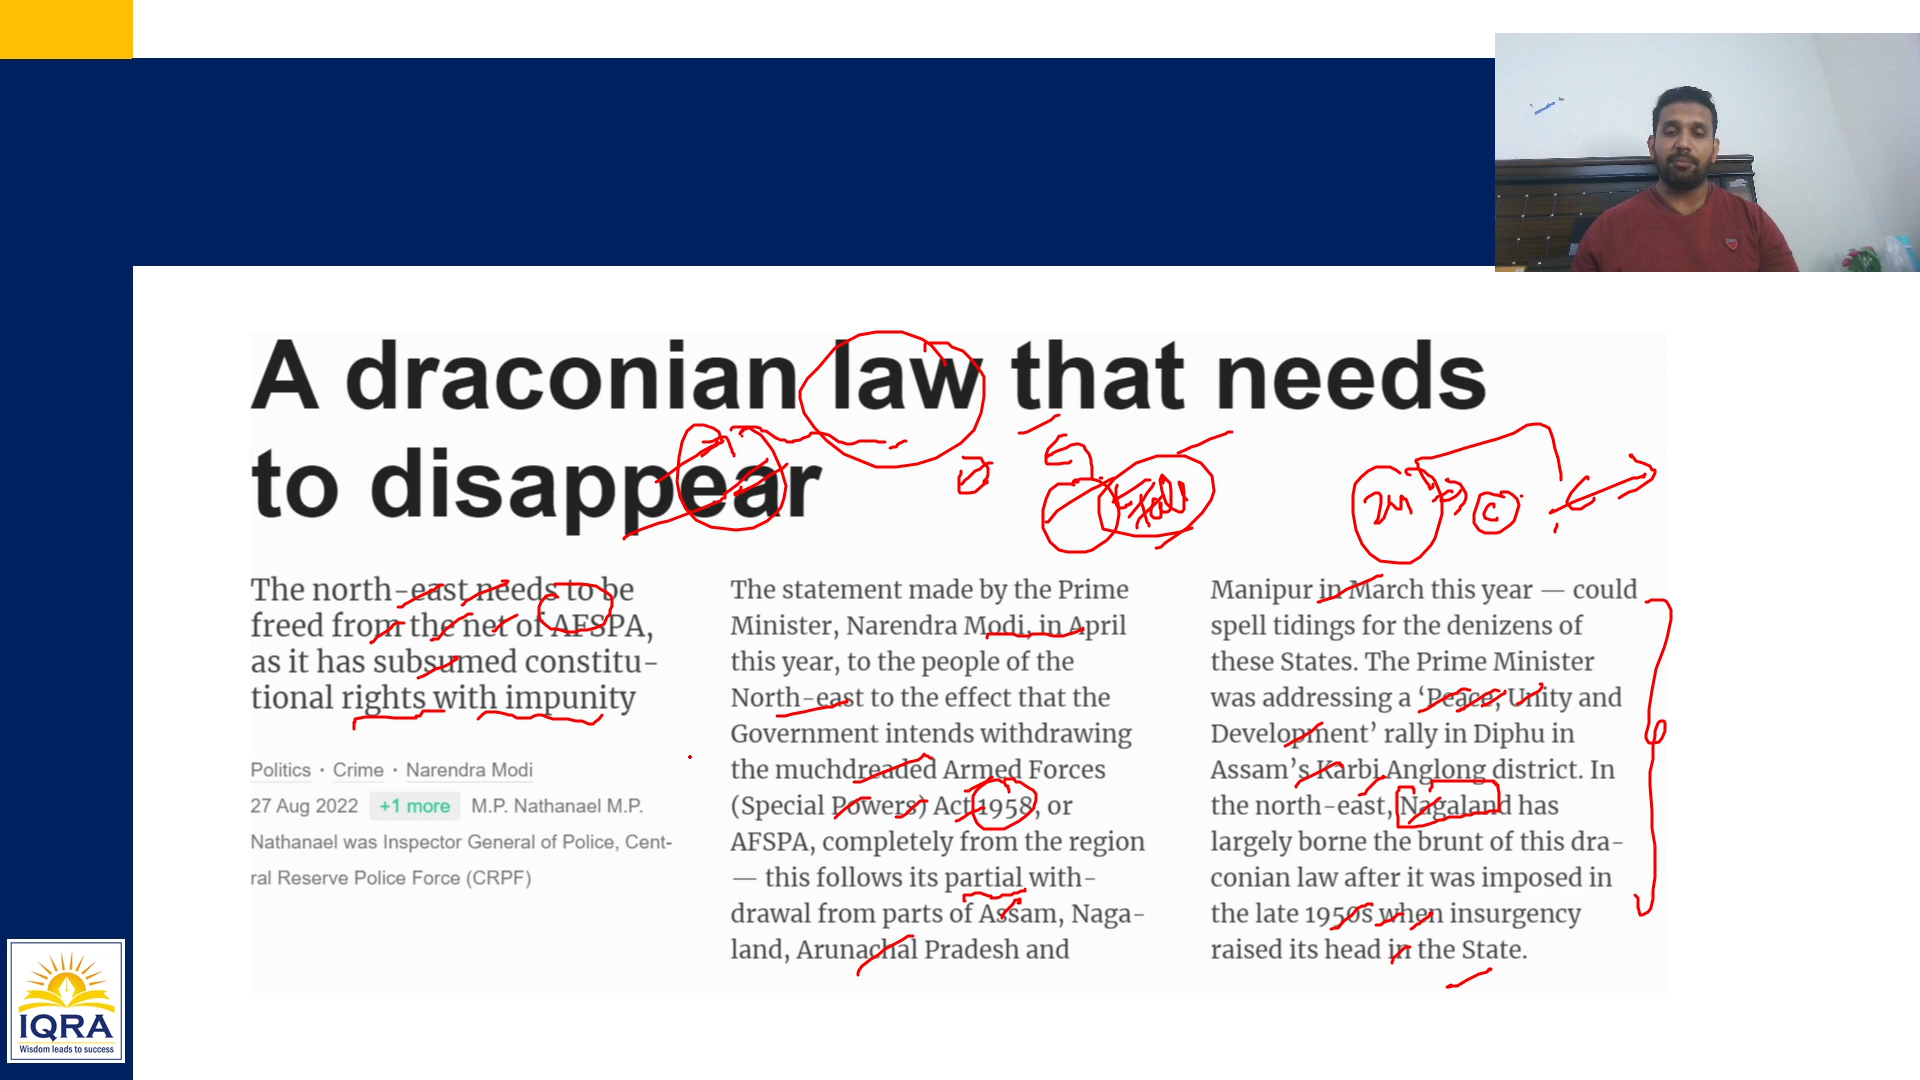 A draconian law that needs
to disappear
The north-east needs to be
freed from the net of AFSPA,
as it has subsumed constitu-
tional rights with impunity
Politics · Crime · Narendra Modi
27 Aug 2022 +1 more M.P. Nathanael M.P.
Nathanael was Inspector General of Police, Cent-
ral Reserve Police Force (CRPF)
The statement made by the Prime
Minister, Narendra Modi, in April
this year, to the people of the
North-east to the effect that the
Government intends withdrawing
the muchdreaded Armed Forces
(Special Powers) Act 1958, or
AFSPA, completely from the region
— this follows its partial with-
drawal from parts of Assam, Naga-
land, Arunachal Pradesh and
Manipur in March this year — could
spell tidings for the denizens of
these States. The Prime Minister
was addressing a ‘Peace, Unity and
Development’ rally in Diphu in
Assam’s Karbi Anglong district. In
the north-east, Nagaland has
largely borne the brunt of this dra-
conian law after it was imposed in
the late 1950s when insurgency
raised its head in the State.
IQRA
Wisdom leads to success